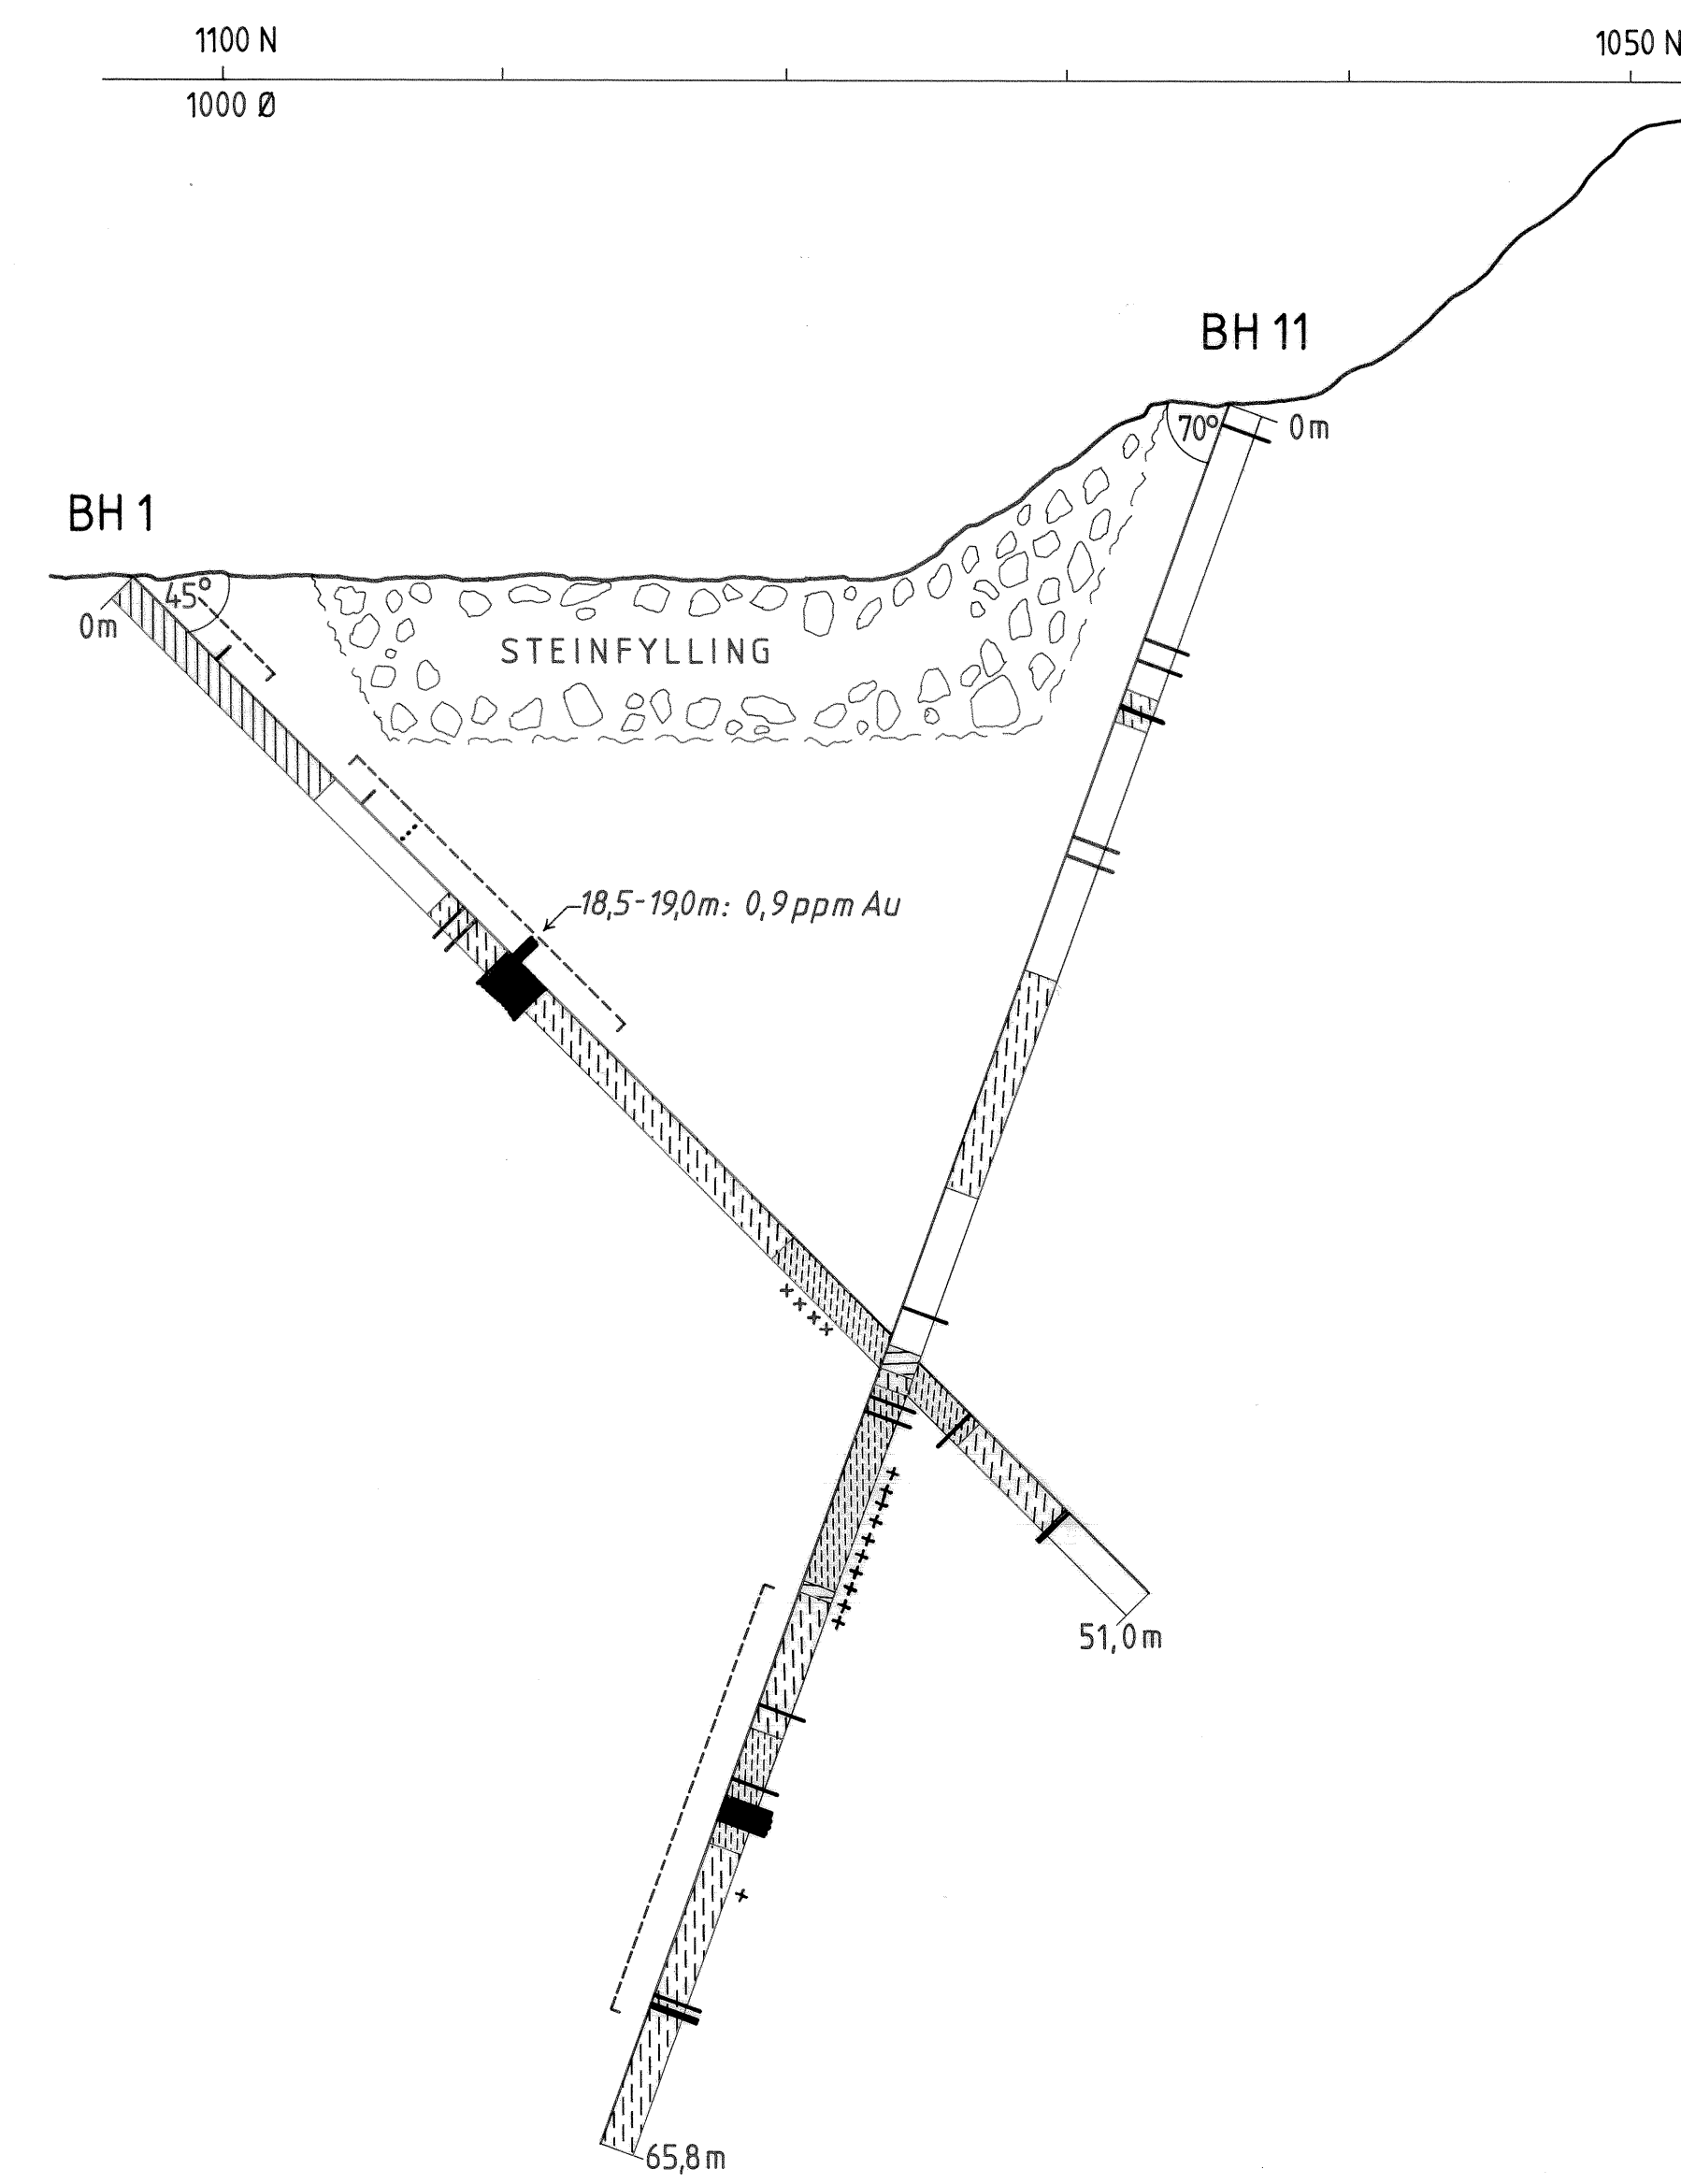 1100 N
1050 N
1000 Ø
BH 11
70°
0 m
BH 1
45°
0 m
STEINFYLLING
18,5-19,0 m: 0,9 ppm Au
51,0 m
65,8 m